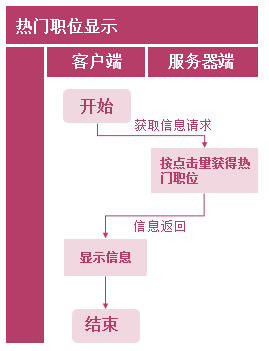 热门职位显示
客户端
服务器端
开始
获取信息请求
按点击量获得热
门职位
信息返回
显示信息
结束